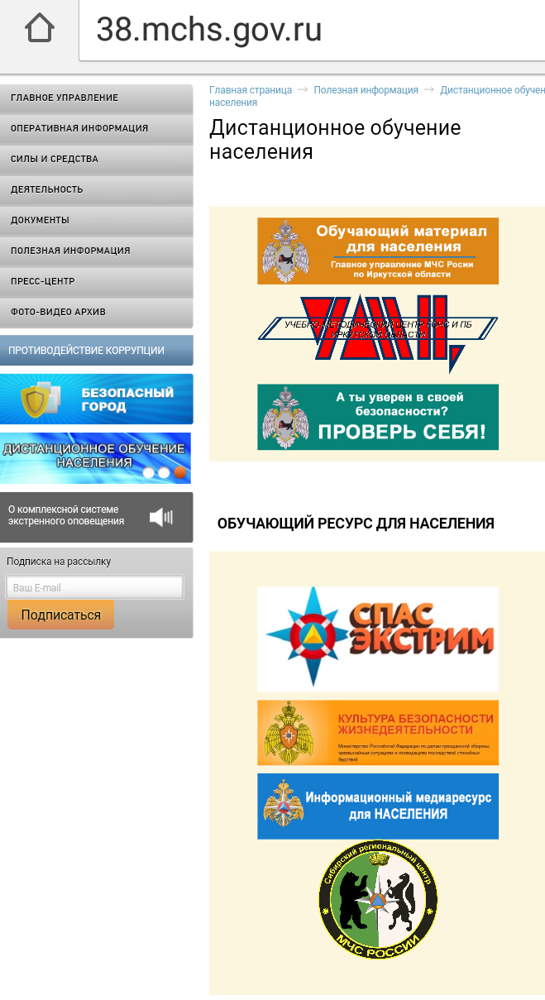 38.mchs.gov.ru
ГЛАВНОЕ УПРАВЛЕНИЕ
ОПЕРАТИВНАЯ ИНФОРМАЦИЯ
СИЛЫ И СРЕДСТВА
ДЕЯТЕЛЬНОСТЬ
ДОКУМЕНТЫ
ПОЛЕЗНАЯ ИНФОРМАЦИЯ
ПРЕСС-ЦЕНТР
ФОТО-ВИДЕО АРХИВ
ПРОТИВОДЕЙСТВИЕ КОРРУПЦИИ
БЕЗОПАСНЫЙ
ГОРОД
ДИСТАНЦИОННОЕ ОБУЧЕНИЕ
НАСЕЛЕНИЯ
О комплексной системе
экстренного оповещения
Подписка на рассылку
Ваш E-mail
Подписаться
Главная страница → Полезная информация → Дистанционное обучен
населения
Дистанционное обучение
населения
Обучающий материал
для населения
Главное управление МЧС Росии
по Иркутской области
УМЦ
УЧЕБНО-МЕТОДИЧЕСКИЙ ЦЕНТР ГОЧС И ПБ
ИРКУТСКОЙ ОБЛАСТИ
А ты уверен в своей
безопасности?
ПРОВЕРЬ СЕБЯ!
ОБУЧАЮЩИЙ РЕСУРС ДЛЯ НАСЕЛЕНИЯ
СПАС
ЭКСТРИМ
КУЛЬТУРА БЕЗОПАСНОСТИ
ЖИЗНЕДЕЯТЕЛЬНОСТИ
Министерство Российской Федерации по делам гражданской обороны,
чрезвычайным ситуациям и ликвидациям последствий стихийных
бедствий
Информационный медиаресурс
для НАСЕЛЕНИЯ
Сибирский региональный центр
МЧС РОССИИ